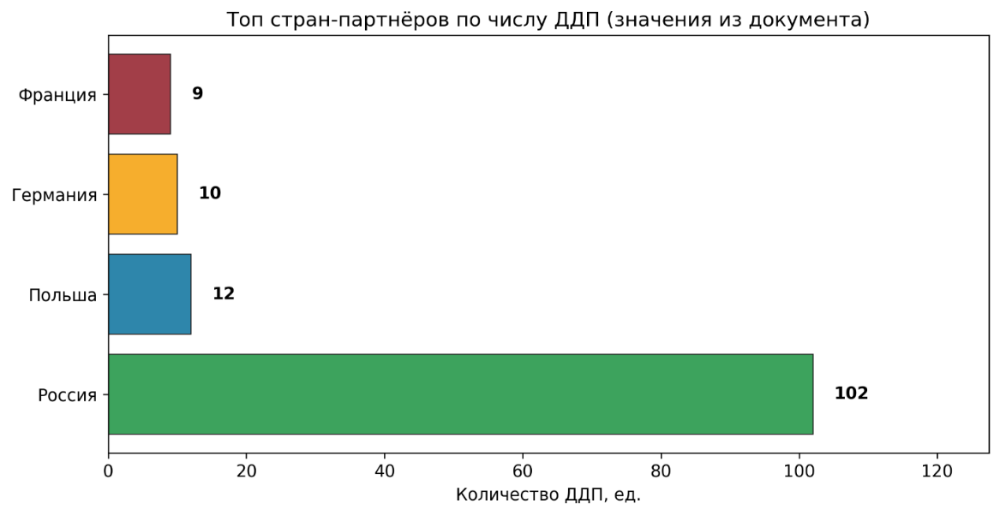 Топ стран-партнёров по числу ДДП (значения из документа)
Франция 9
Германия 10
Польша 12
Россия 102
0 20 40 60 80 100 120
Количество ДДП, ед.